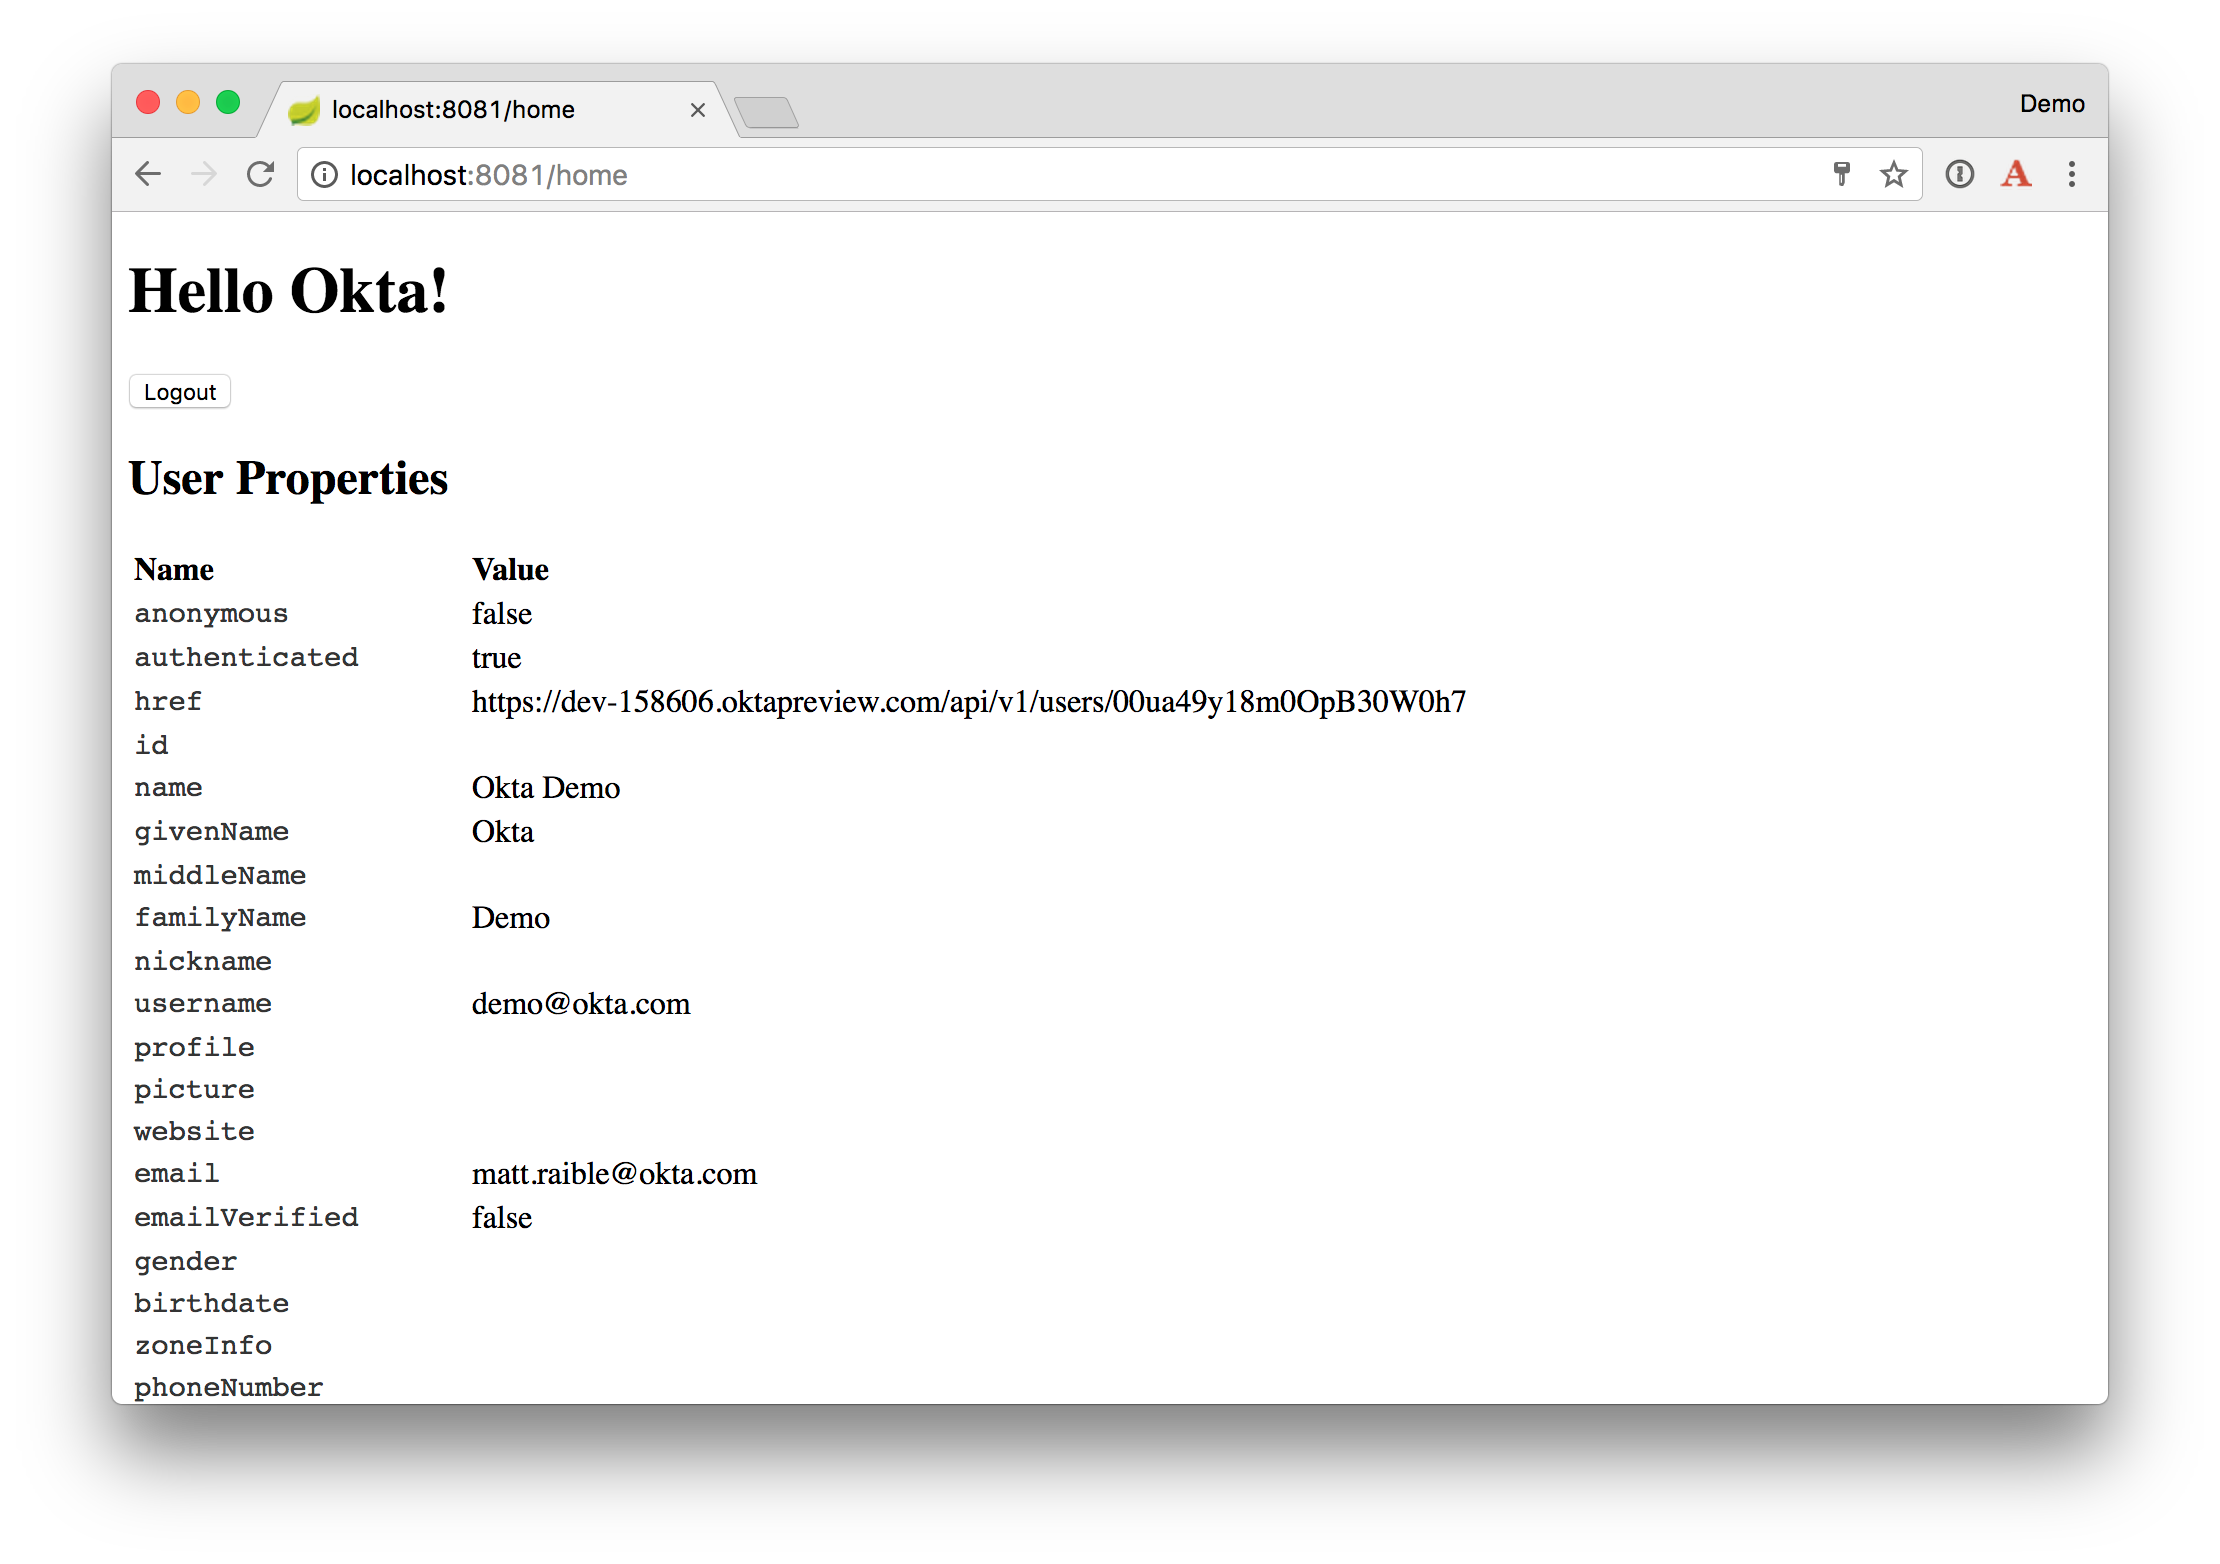 localhost:8081/home
Demo
localhost:8081/home
A
Hello Okta!
Logout
User Properties
Name Value
anonymous false
authenticated true
href https://dev-158606.oktapreview.com/api/v1/users/00ua49y18m0OpB30W0h7
id
name Okta Demo
givenName Okta
middleName
familyName Demo
nickname
username demo@okta.com
profile
picture
website
email matt.raible@okta.com
emailVerified false
gender
birthdate
zoneInfo
phoneNumber